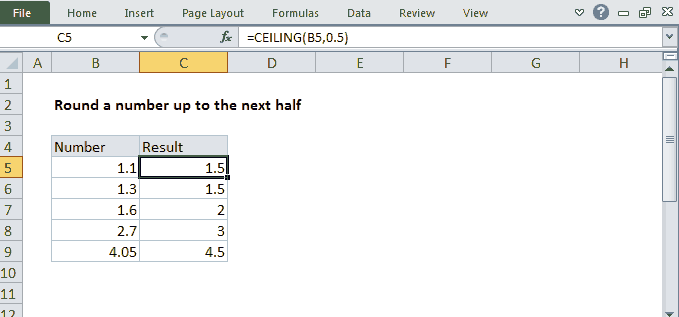 File Home Insert Page Layout Formulas Data Review View
C5 fx =CEILING(B5,0.5)
A B C D E F G H
1
2 Round a number up to the next half
3
4 Number Result
5 1.1 1.5
6 1.3 1.5
7 1.6 2
8 2.7 3
9 4.05 4.5
10
11
12